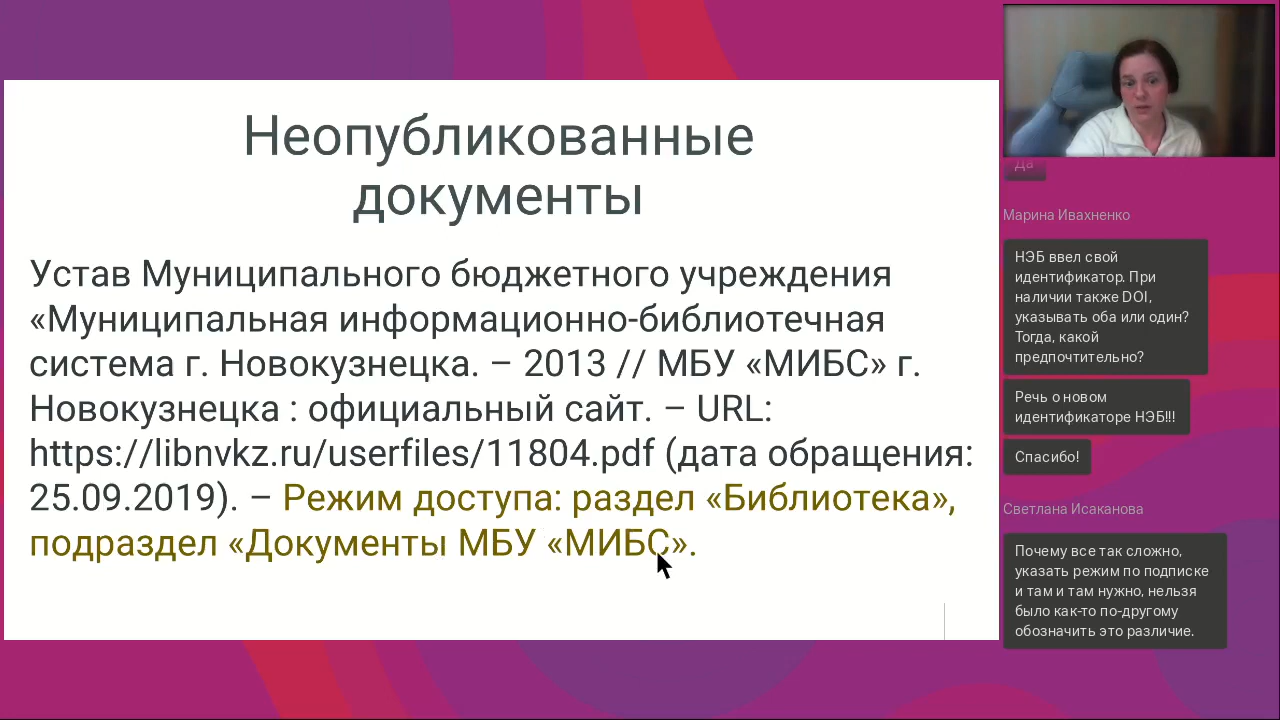 Неопубликованные
документы
Устав Муниципального бюджетного учреждения
«Муниципальная информационно-библиотечная
система г. Новокузнецка. – 2013 // МБУ «МИБС» г.
Новокузнецка : официальный сайт. – URL:
https://libnvkz.ru/userfiles/11804.pdf (дата обращения:
25.09.2019). – Режим доступа: раздел «Библиотека»,
подраздел «Документы МБУ «МИБС».
Да
Марина Ивахненко
НЭБ ввел свой
идентификатор. При
наличии также DOI,
указывать оба или один?
Тогда, какой
предпочтительно?
Речь о новом
идентификаторе НЭБ!!!
Спасибо!
Светлана Исаканова
Почему все так сложно,
указать режим по подписке
и там и там нужно, нельзя
было как-то по-другому
обозначить это различие.